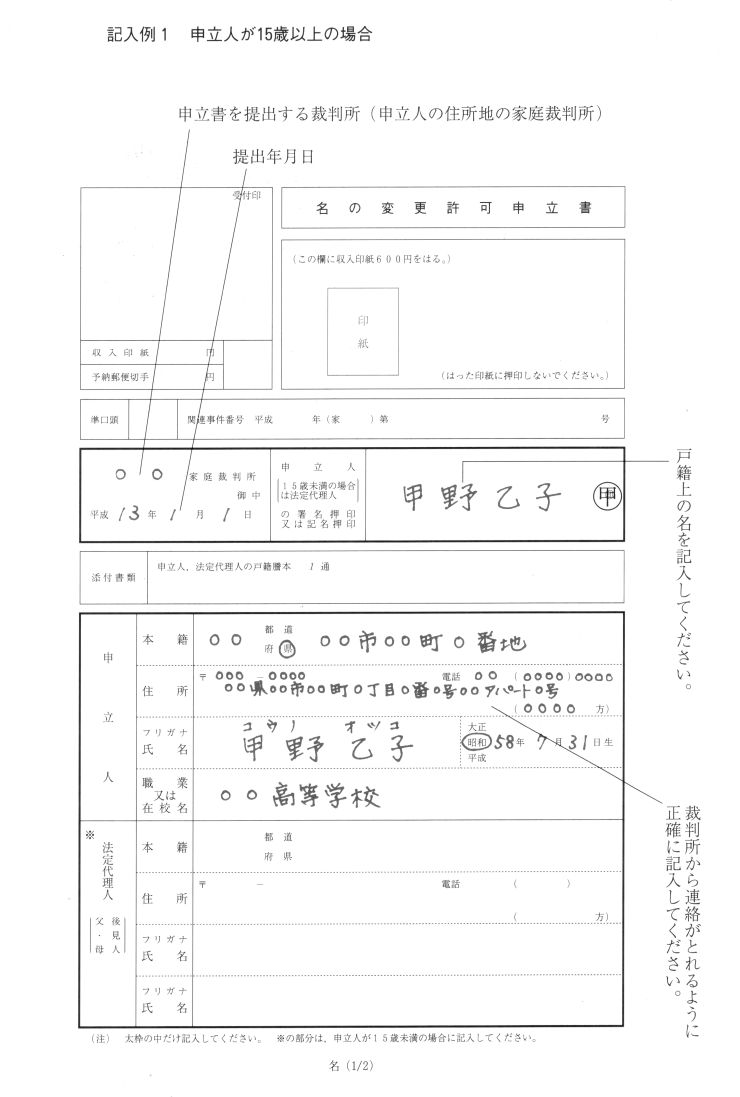 記入例1　申立人が15歳以上の場合
申立書を提出する裁判所（申立人の住所地の家庭裁判所）
提出年月日
受付印
名の変更許可申立書
（この欄に収入印紙６００円をはる。）
印
紙
（はった印紙に押印しないでください。）
収入印紙　円
予納郵便切手　円
準口頭　関連事件番号　平成　年（家　）第　号
○○家庭裁判所
御中
平成13年1月1日
申立人
１５歳未満の場合
は法定代理人
の署名押印
又は記名押印
甲野乙子　甲
戸籍上の名を記入してください。
添付書類　申立人、法定代理人の戸籍謄本　1通
申立人
本籍　○○　都道府県　○○市○○町○番地
住所　〒○○○－○○○○　電話○○（○○○○）○○○○
○○県○○市○○町○丁目○番○号○○アパート○号
（○○○○方）
フリガナ　コウノ　オツコ
氏名　甲野乙子
大正
昭和　58年7月31日生
平成
職業
又は
在校名　○○高等学校
裁判所から連絡がとれるように
正確に記入してください。
※
法定代理人
父・母
後見人
本籍　都道府県
住所　〒－　電話（　）
（　方）
フリガナ
氏名
フリガナ
氏名
（注）　太枠の中だけ記入してください。　※の部分は、申立人が１５歳未満の場合に記入してください。
名（1/2）